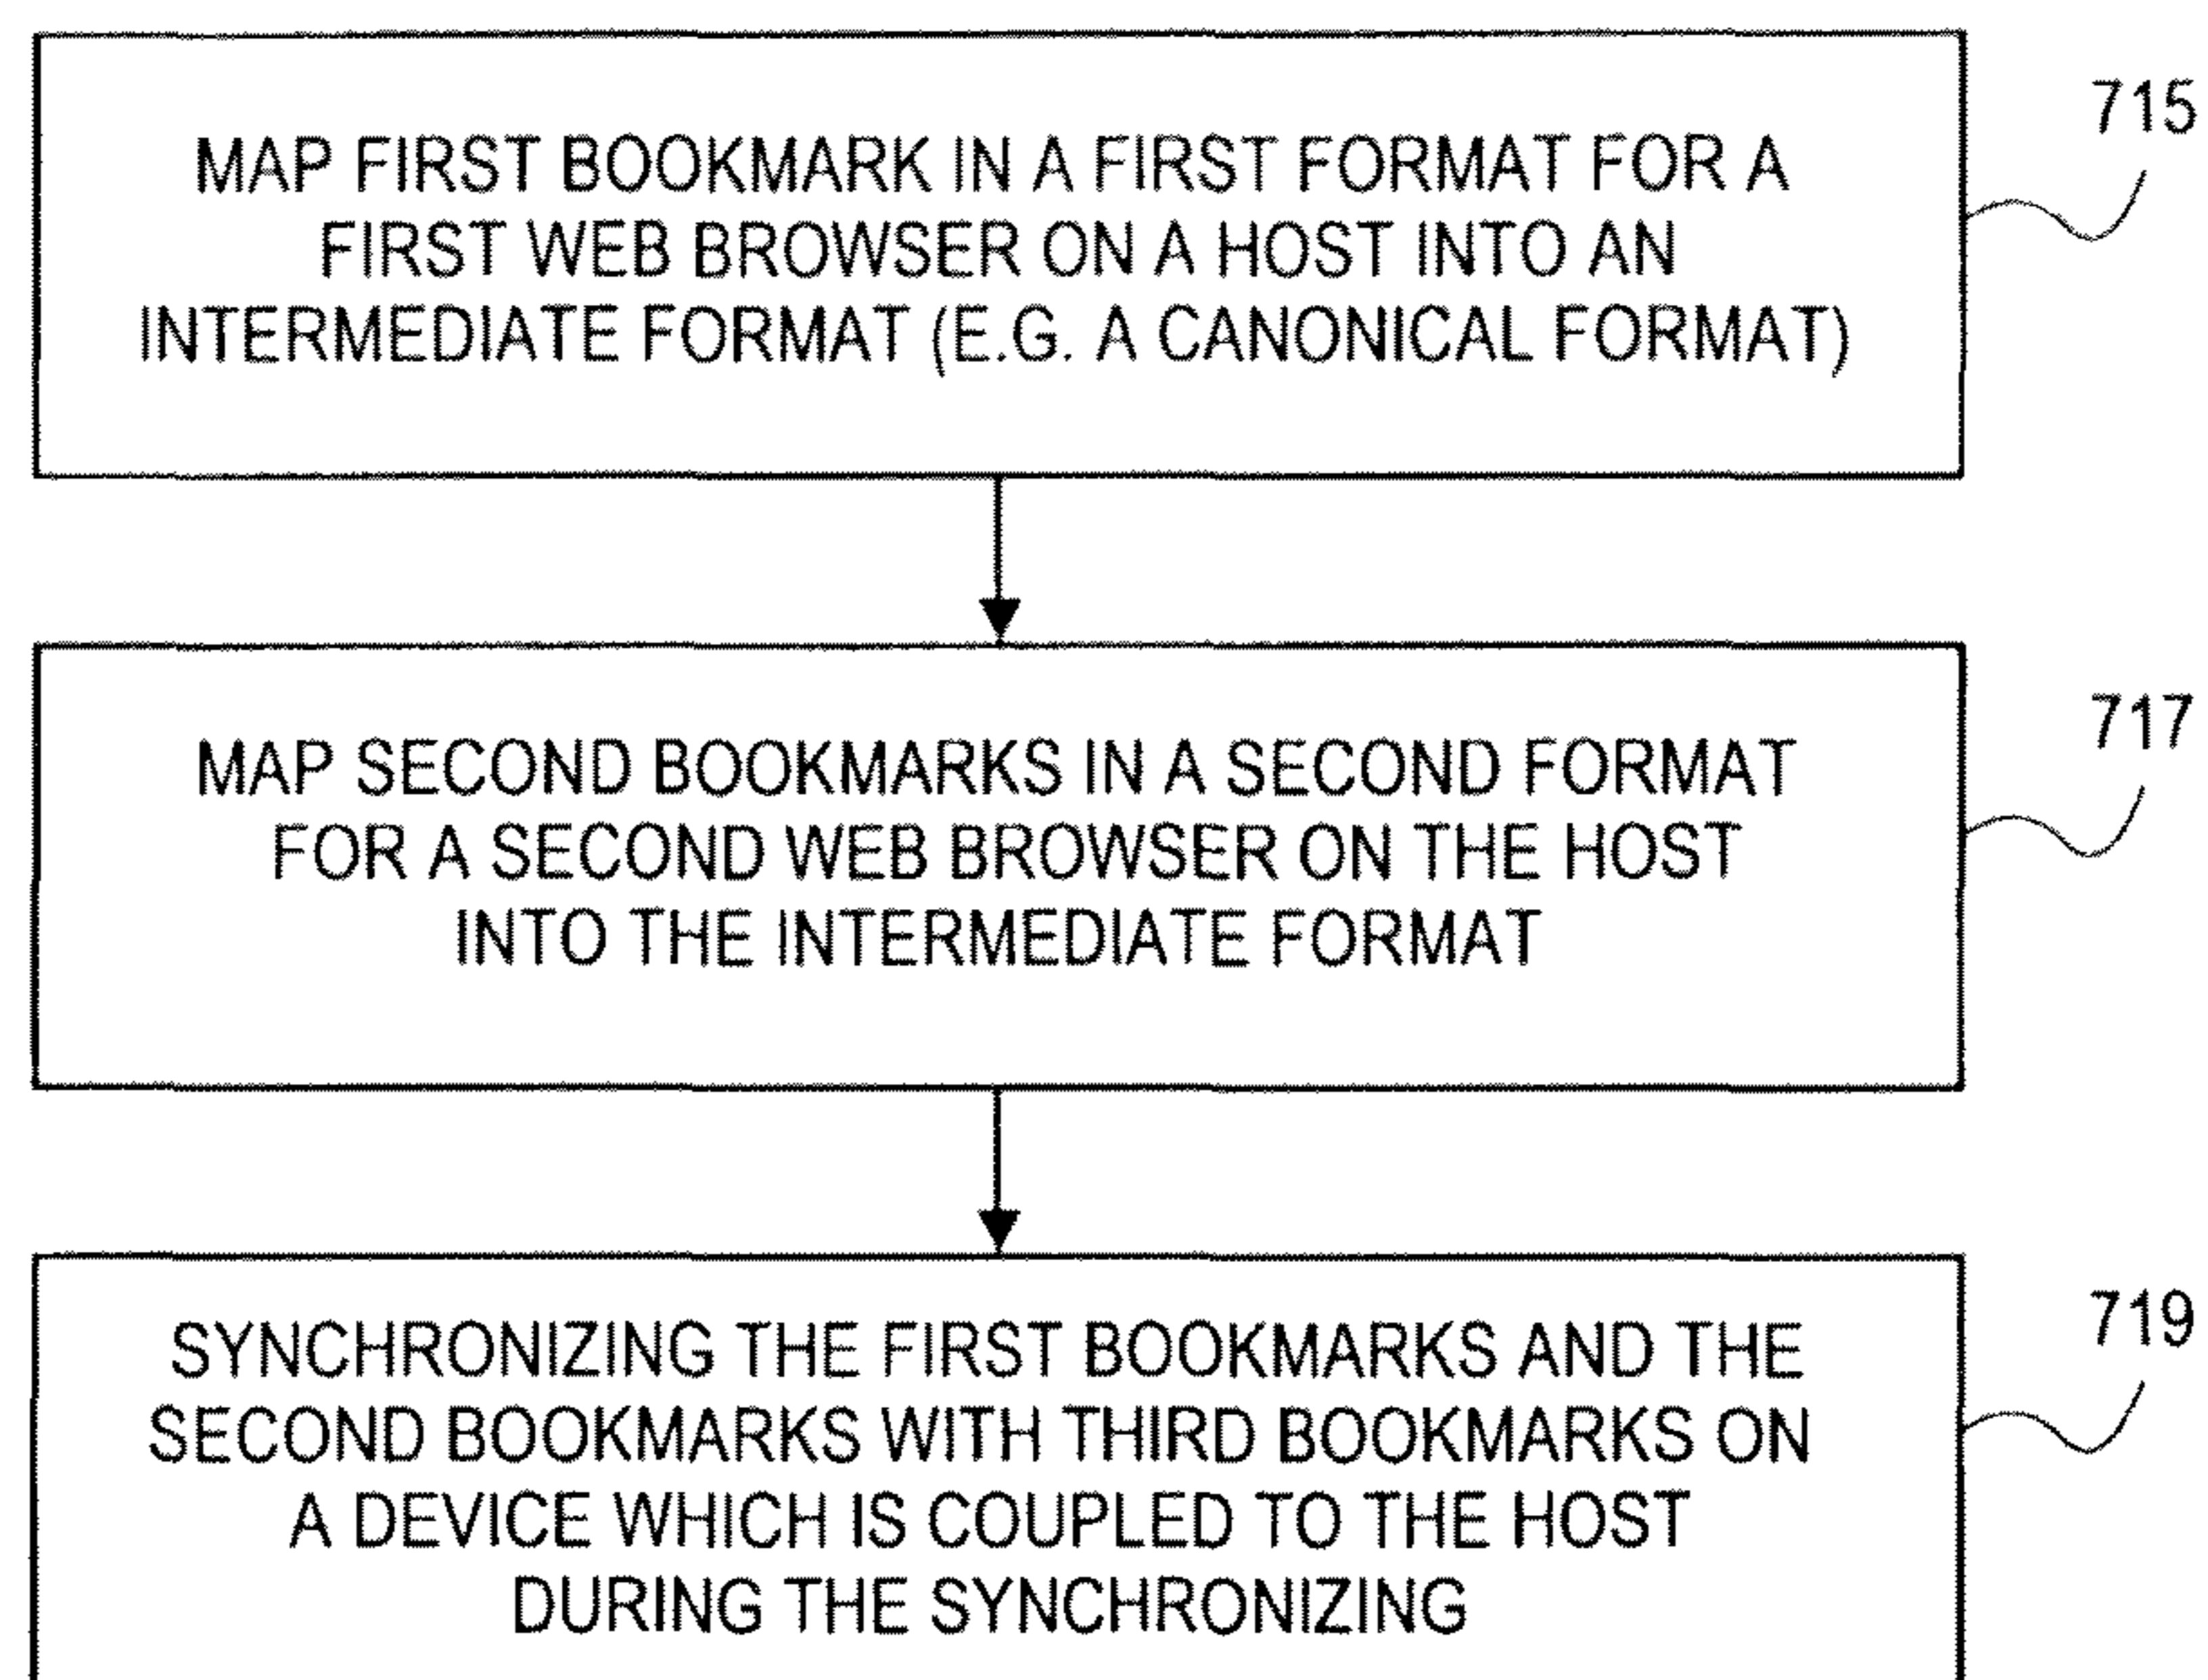 MAP FIRST BOOKMARK IN A FIRST FORMAT FOR A
FIRST WEB BROWSER ON A HOST INTO AN
INTERMEDIATE FORMAT (E.G. A CANONICAL FORMAT)
715
MAP SECOND BOOKMARKS IN A SECOND FORMAT
FOR A SECOND WEB BROWSER ON THE HOST
INTO THE INTERMEDIATE FORMAT
717
SYNCHRONIZING THE FIRST BOOKMARKS AND THE
SECOND BOOKMARKS WITH THIRD BOOKMARKS ON
A DEVICE WHICH IS COUPLED TO THE HOST
DURING THE SYNCHRONIZING
719